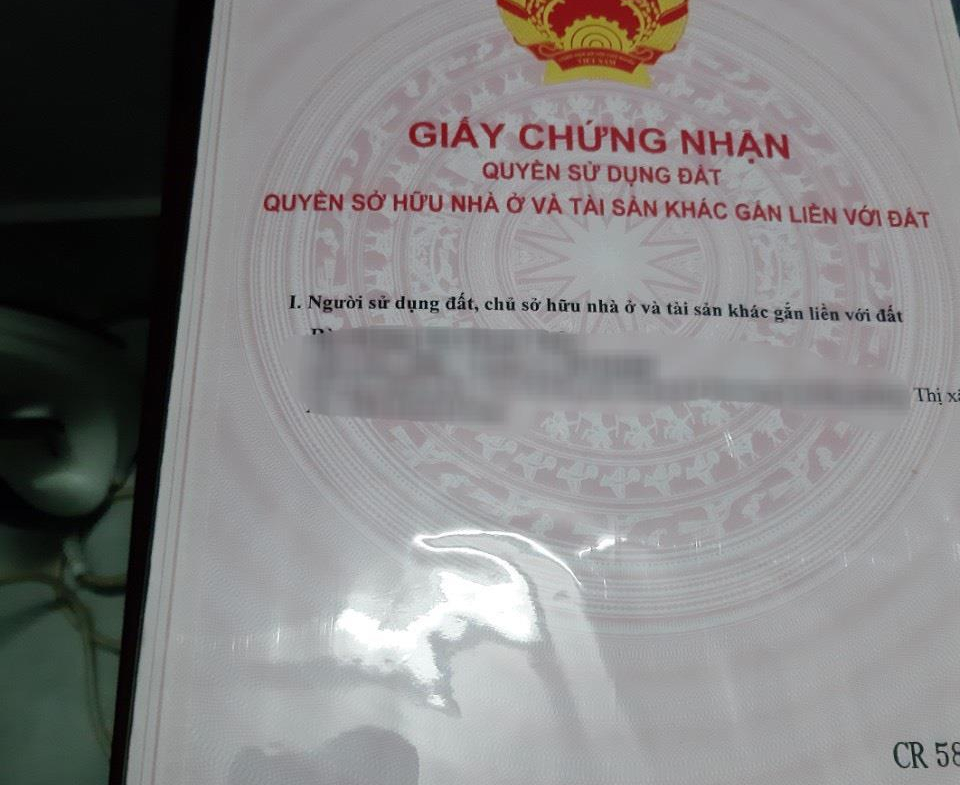 VIỆT NAM
GIẤY CHỨNG NHẬN
QUYỀN SỬ DỤNG ĐẤT
QUYỀN SỞ HỮU NHÀ Ở VÀ TÀI SẢN KHÁC GẮN LIỀN VỚI ĐẤT
I. Người sử dụng đất, chủ sở hữu nhà ở và tài sản khác gắn liền với đất
Thị xã
CR 58